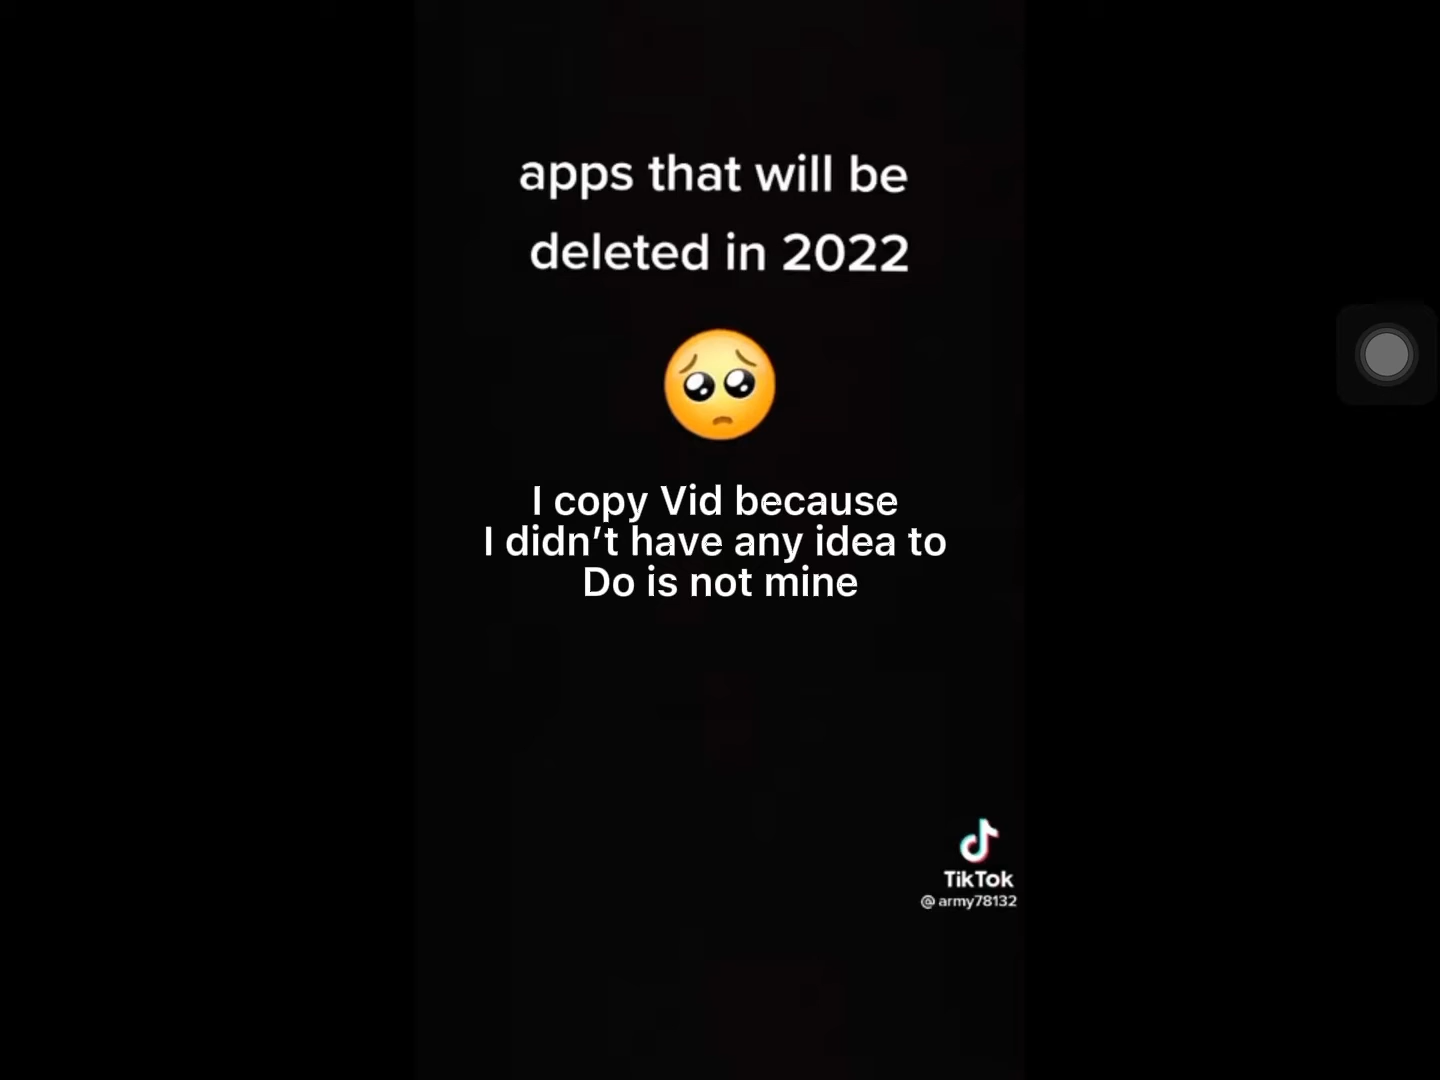 apps that will be
deleted in 2022
I copy Vid because
I didn’t have any idea to
Do is not mine
TikTok
@ army78132